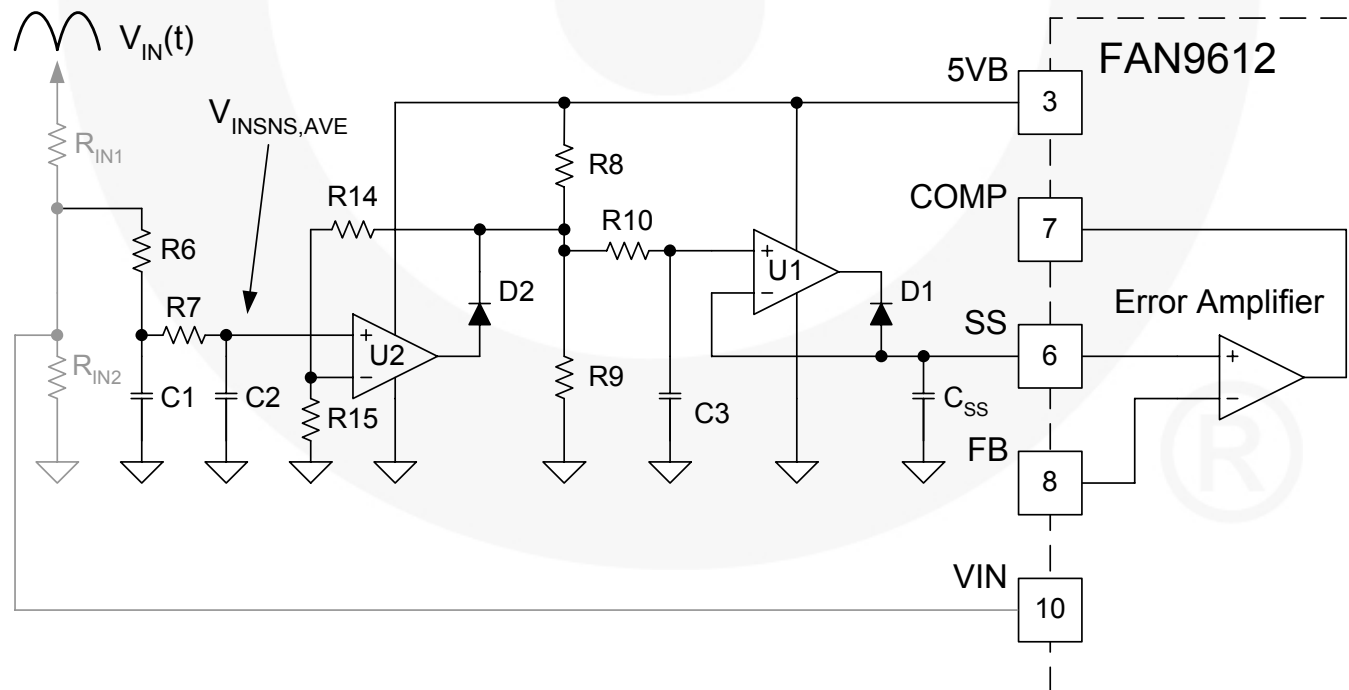 V_IN(t)
FAN9612
5VB
3
V_INSNS,AVE
R_IN1
R8
R14
R10
COMP
7
R6
R7
D2
+
U1
−
D1
Error Amplifier
SS
6
+
U2
−
R_IN2
R9
+
−
C1
C2
R15
C3
C_SS
FB
8
®
VIN
10